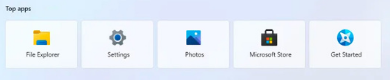 Top apps
File Explorer
Settings
Photos
Microsoft Store
Get Started